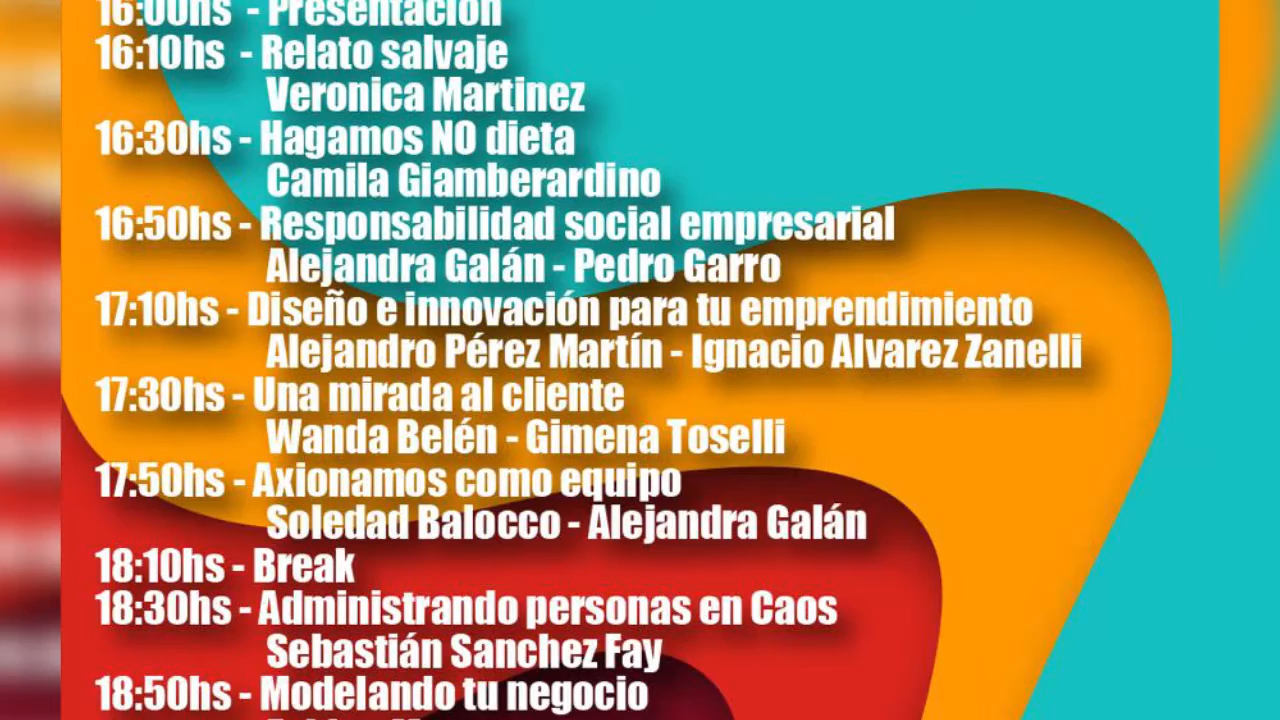 16:00hs - Presentación
16:10hs - Relato salvaje
Veronica Martinez
16:30hs - Hagamos NO dieta
Camila Giamberardino
16:50hs - Responsabilidad social empresarial
Alejandra Galán - Pedro Garro
17:10hs - Diseño e innovación para tu emprendimiento
Alejandro Pérez Martín - Ignacio Alvarez Zanelli
17:30hs - Una mirada al cliente
Wanda Belén - Gimena Toselli
17:50hs - Axionamos como equipo
Soledad Balocco - Alejandra Galán
18:10hs - Break
18:30hs - Administrando personas en Caos
Sebastián Sanchez Fay
18:50hs - Modelando tu negocio